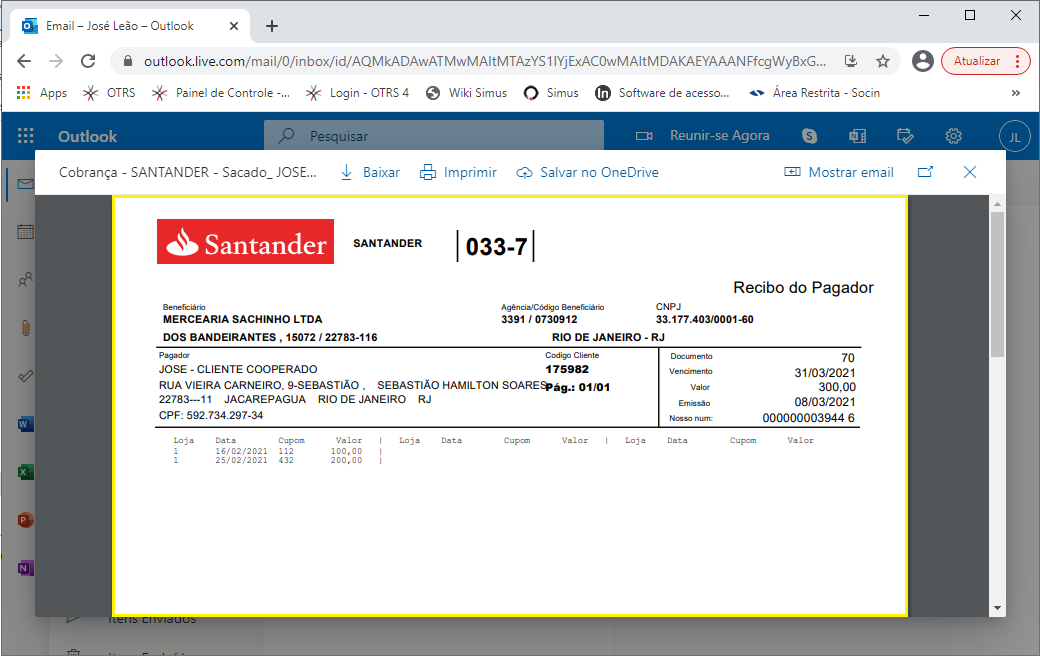 Email – José Leão – Outlook
outlook.live.com/mail/0/inbox/id/AQMkADAwATMwMAItMTAzYS1lYjExAC0wMAItMDAKAEYAAANFfcgWyBxG...
Atualizar
Apps OTRS Painel de Controle -... Login - OTRS 4 Wiki Simus Simus Software de acesso... Área Restrita - Socin »
Outlook Pesquisar Reunir-se Agora JL
Cobrança - SANTANDER - Sacado_ JOSE... Baixar Imprimir Salvar no OneDrive Mostrar email
Santander SANTANDER | 033-7 |
Recibo do Pagador
Beneficiário Agência/Código Beneficiário CNPJ
MERCEARIA SACHINHO LTDA 3391 / 0730912 33.177.403/0001-60
DOS BANDEIRANTES , 15072 / 22783-116 RIO DE JANEIRO - RJ
Pagador Codigo Cliente Documento 70
JOSE - CLIENTE COOPERADO 175982 Vencimento 31/03/2021
RUA VIEIRA CARNEIRO, 9-SEBASTIÃO , SEBASTIÃO HAMILTON SOARES Pág.: 01/01 Valor 300,00
22783---11 JACAREPAGUA RIO DE JANEIRO RJ Emissão 08/03/2021
CPF: 592.734.297-34 Nosso num: 000000003944 6
Loja Data Cupom Valor | Loja Data Cupom Valor | Loja Data Cupom Valor
1 16/02/2021 112 100,00 |
1 25/02/2021 432 200,00 |
Itens Enviados